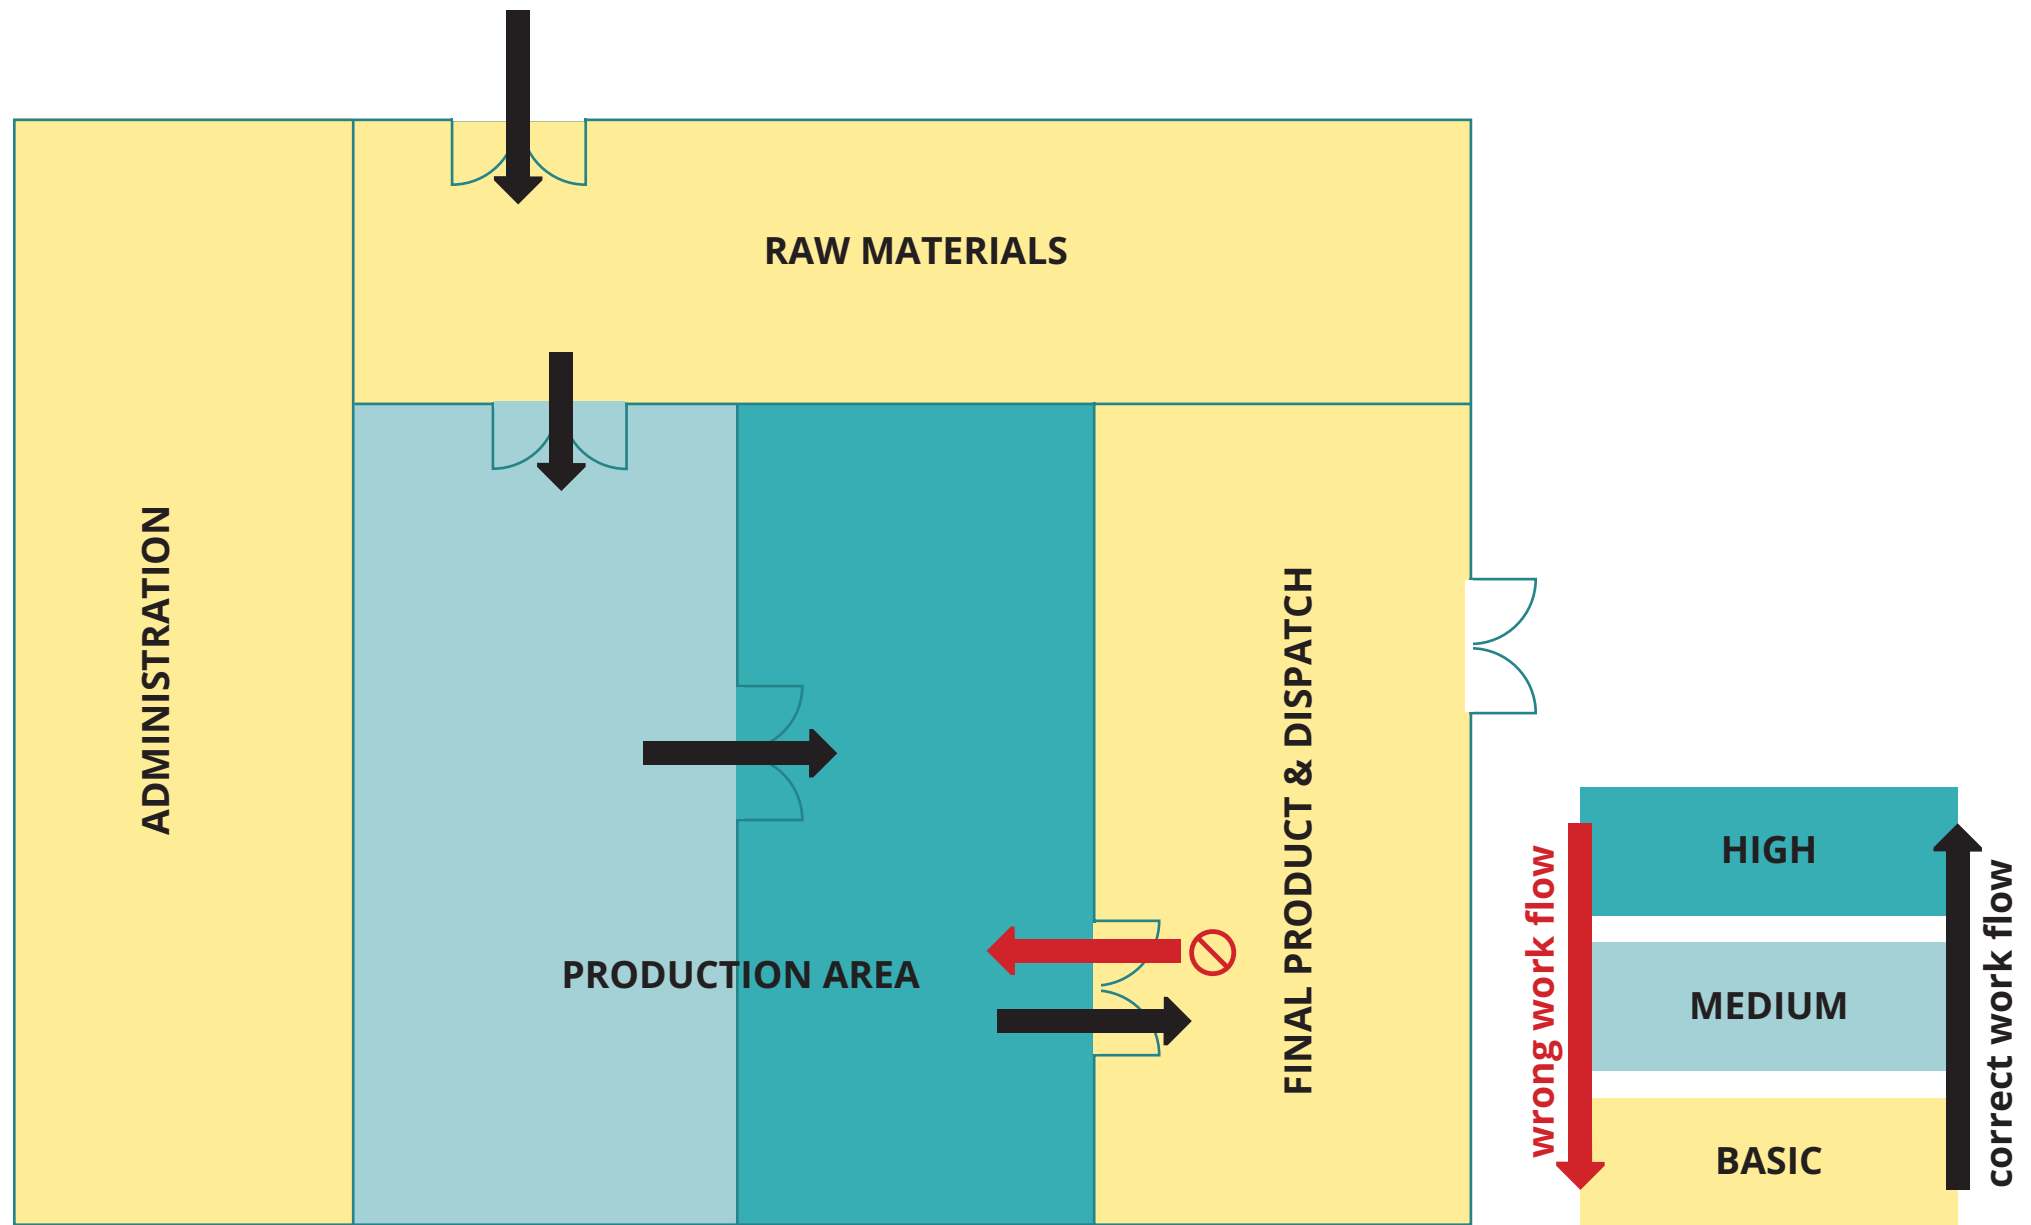 RAW MATERIALS
ADMINISTRATION
PRODUCTION AREA
FINAL PRODUCT & DISPATCH
wrong work flow
HIGH
MEDIUM
BASIC
correct work flow